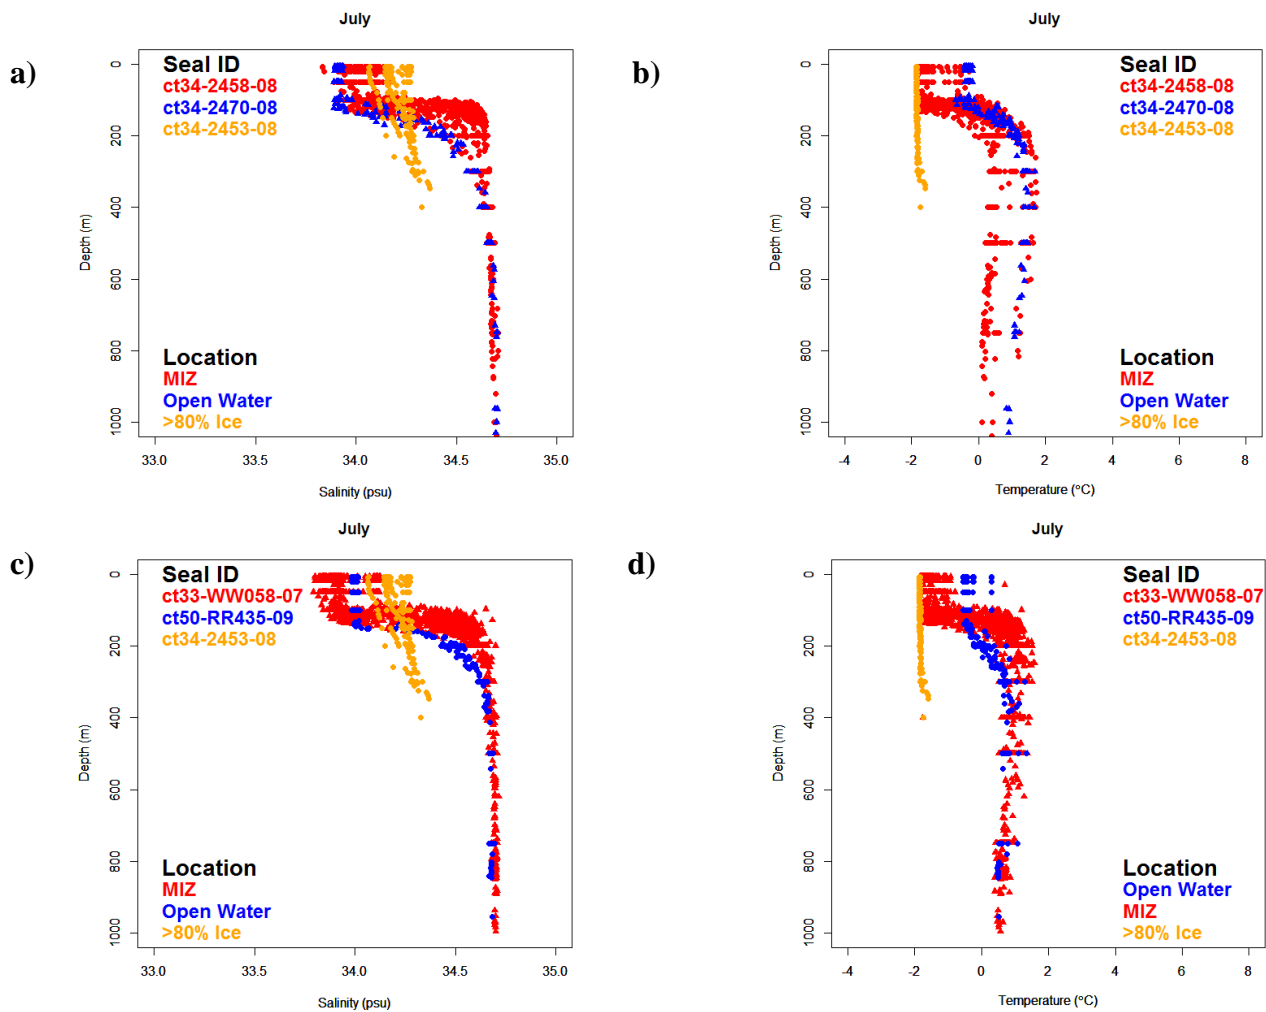 July
a)
Seal ID
ct34-2458-08
ct34-2470-08
ct34-2453-08
Location
MIZ
Open Water
>80% Ice
Depth (m)
0
200
400
600
800
1000
33.0 33.5 34.0 34.5 35.0
Salinity (psu)
July
b)
Seal ID
ct34-2458-08
ct34-2470-08
ct34-2453-08
Location
MIZ
Open Water
>80% Ice
Depth (m)
0
200
400
600
800
1000
-4 -2 0 2 4 6 8
Temperature (°C)
July
c)
Seal ID
ct33-WW058-07
ct50-RR435-09
ct34-2453-08
Location
MIZ
Open Water
>80% Ice
Depth (m)
0
200
400
600
800
1000
33.0 33.5 34.0 34.5 35.0
Salinity (psu)
July
d)
Seal ID
ct33-WW058-07
ct50-RR435-09
ct34-2453-08
Location
Open Water
MIZ
>80% Ice
Depth (m)
0
200
400
600
800
1000
-4 -2 0 2 4 6 8
Temperature (°C)